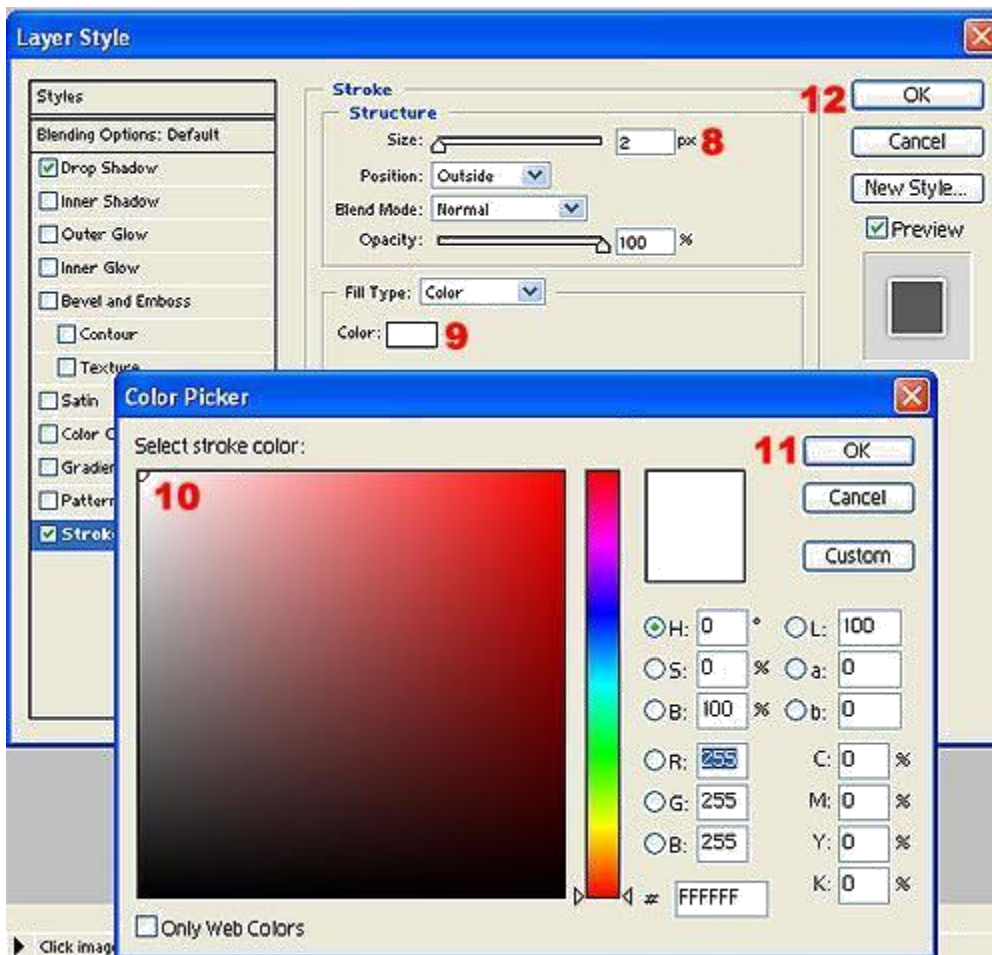 Layer Style
Styles
Blending Options: Default
Drop Shadow
Inner Shadow
Outer Glow
Inner Glow
Bevel and Emboss
Contour
Texture
Satin
Color
Pattern
Stroke
Structure
Size: 2 px 8
Position: Outside
Blend Mode: Normal
Opacity: 100 %
Fill Type: Color
Color: 9
12 OK
Cancel
New Style...
Preview
Color Picker
Select stroke color:
10
11 OK
Cancel
Custom
H: 0 ° L: 100
S: 0 % a: 0
B: 100 % b: 0
R: 255 C: 0 %
G: 255 M: 0 %
B: 255 Y: 0 %
K: 0 %
# FFFFFF
Only Web Colors
Click